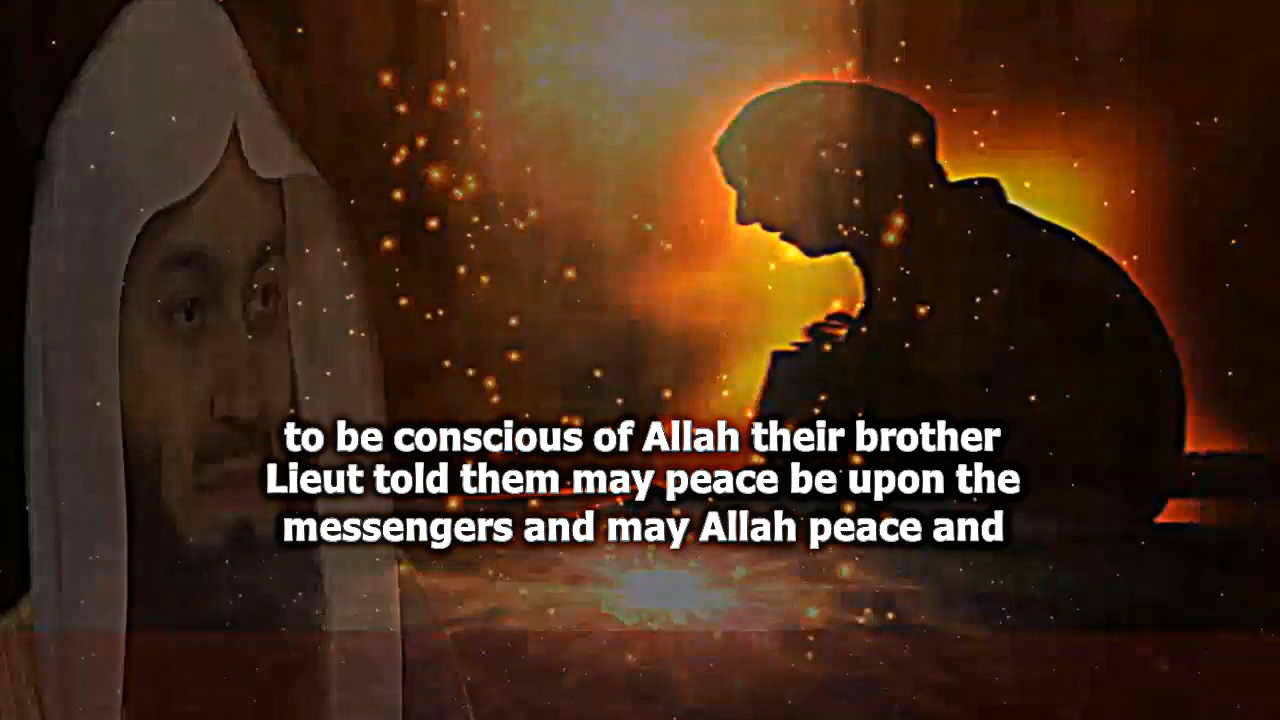 to be conscious of Allah their brother
Lieut told them may peace be upon the
messengers and may Allah peace and